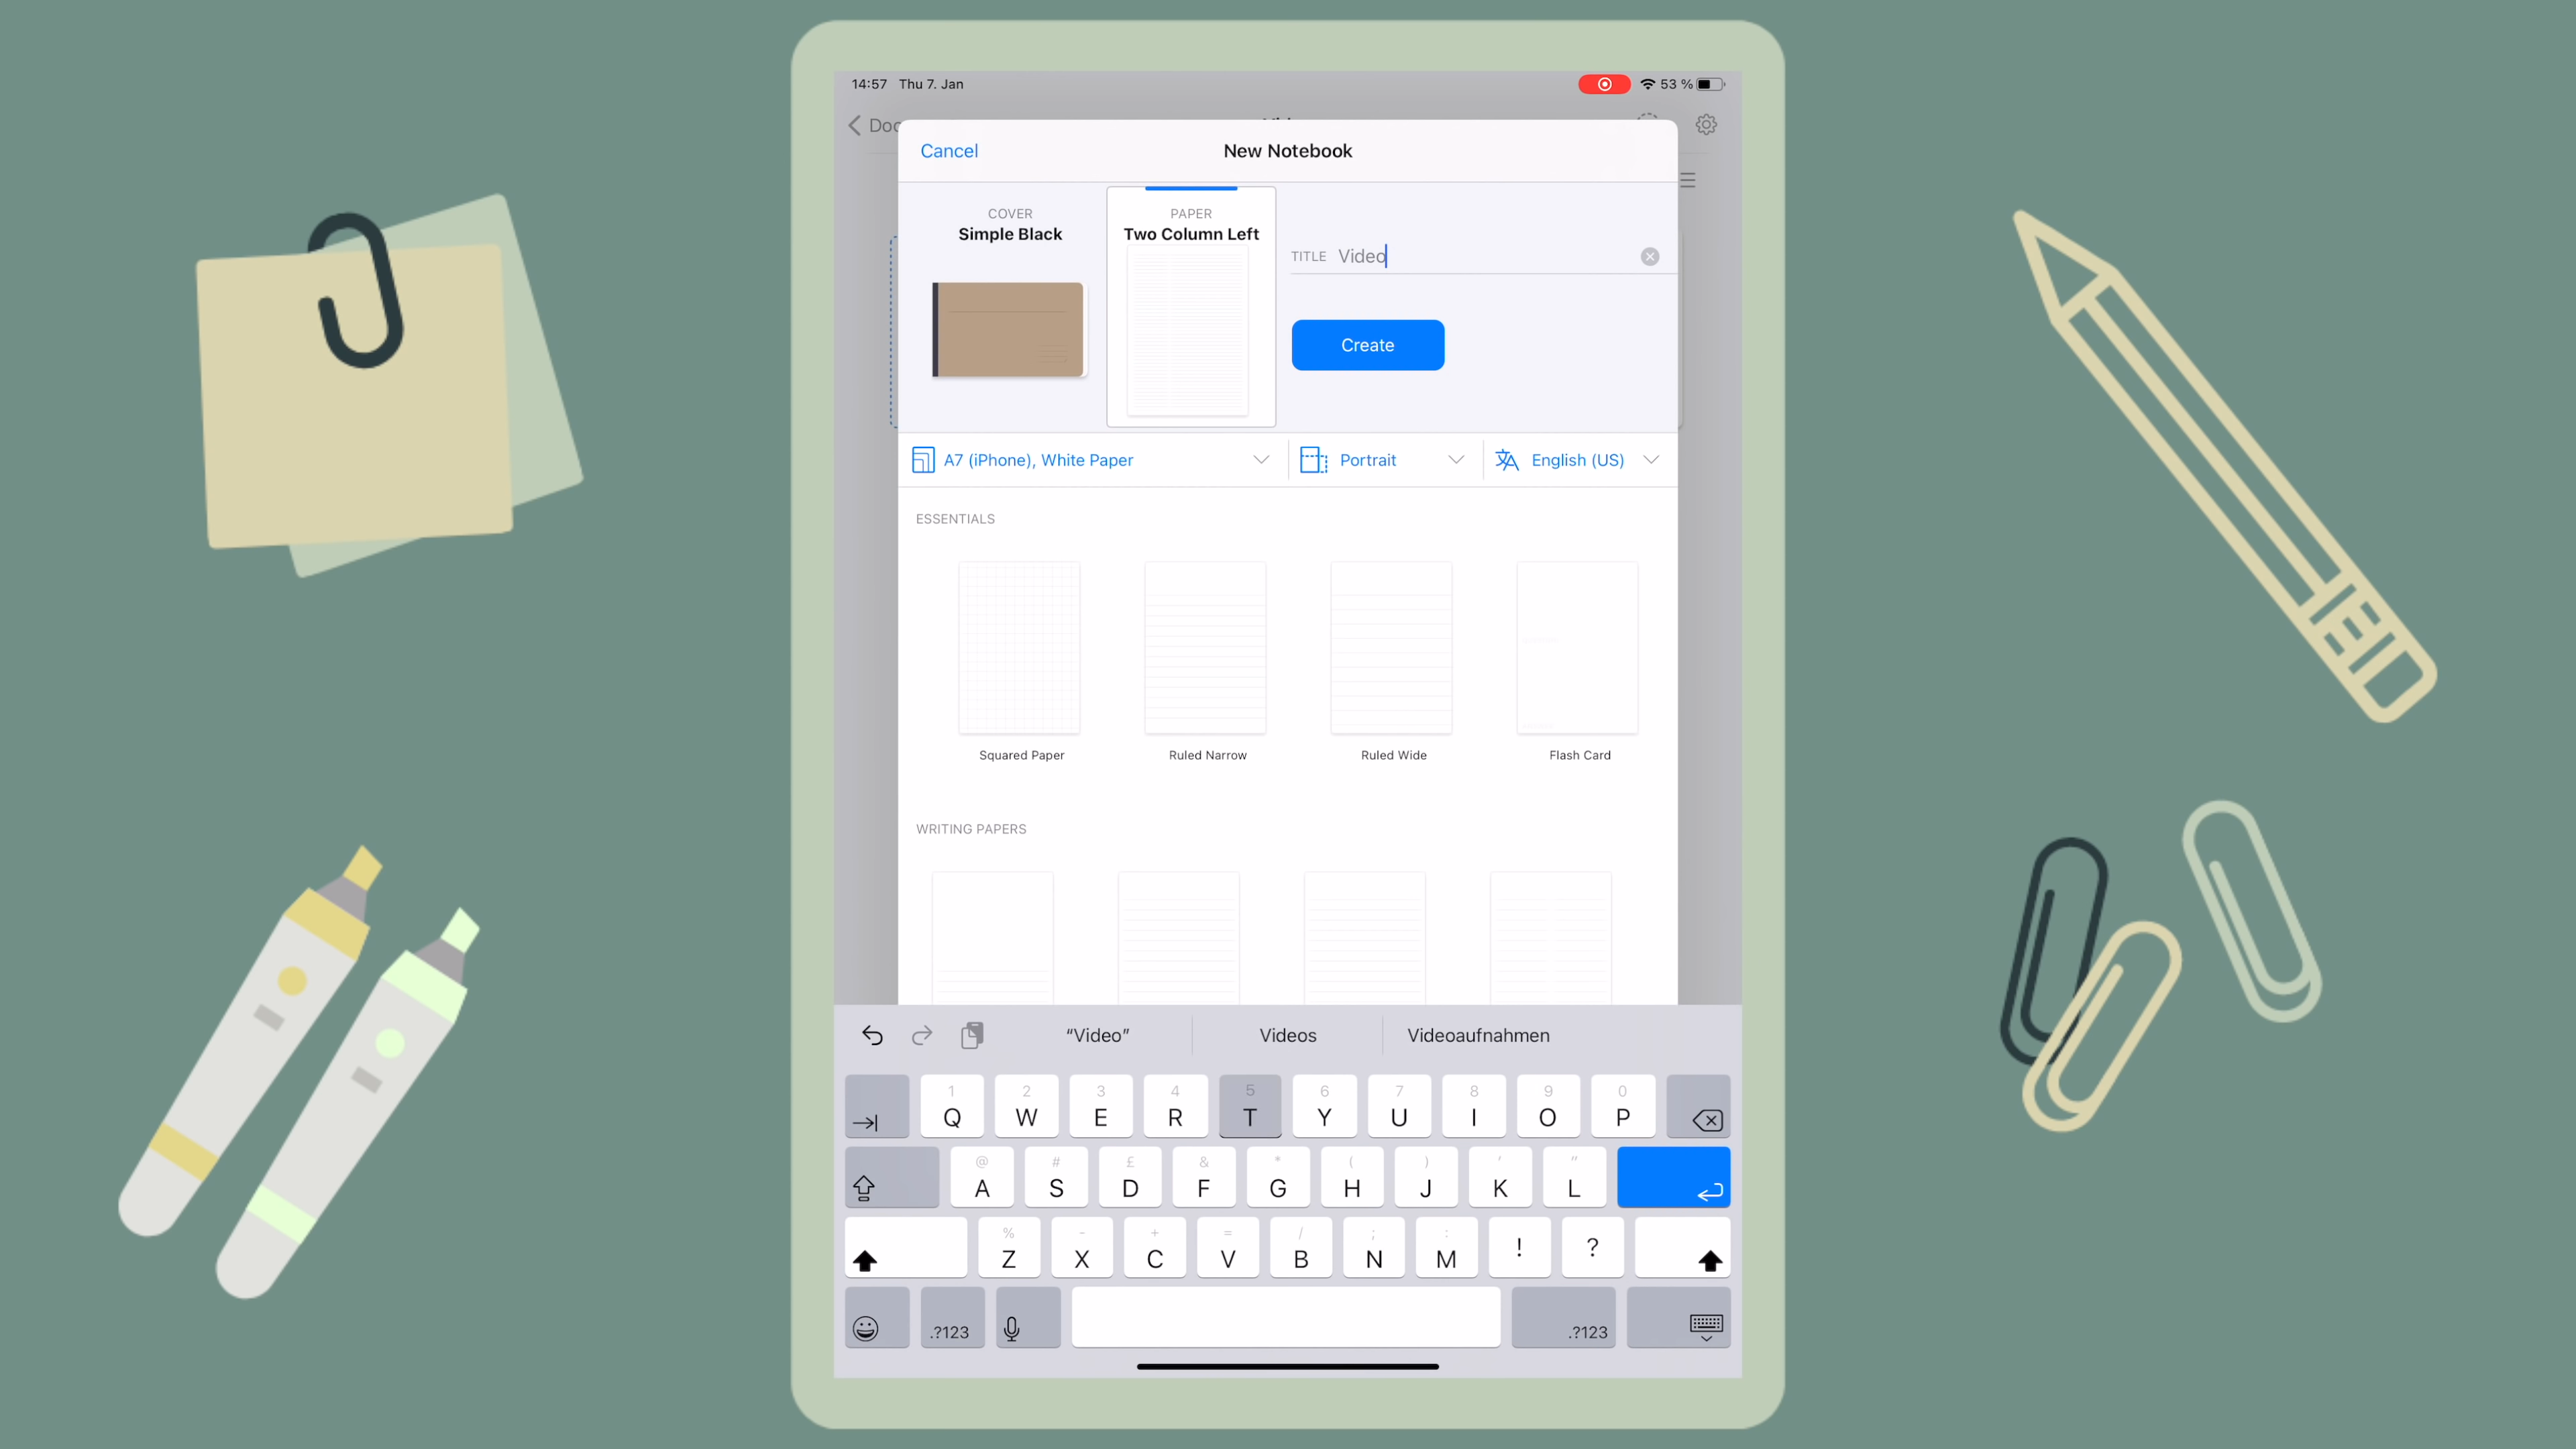 14:57 Thu 7. Jan
53 %
Cancel
New Notebook
COVER
Simple Black
PAPER
Two Column Left
TITLE Video
Create
A7 (iPhone), White Paper
Portrait
English (US)
ESSENTIALS
Squared Paper
Ruled Narrow
Ruled Wide
Flash Card
WRITING PAPERS
“Video”
Videos
Videoaufnahmen
1 2 3 4 5 6 7 8 9 0
Q W E R T Y U I O P
@ # £ & * ( ) ' "
A S D F G H J K L
% - + = / ; :
Z X C V B N M ! ?
.?123
.?123